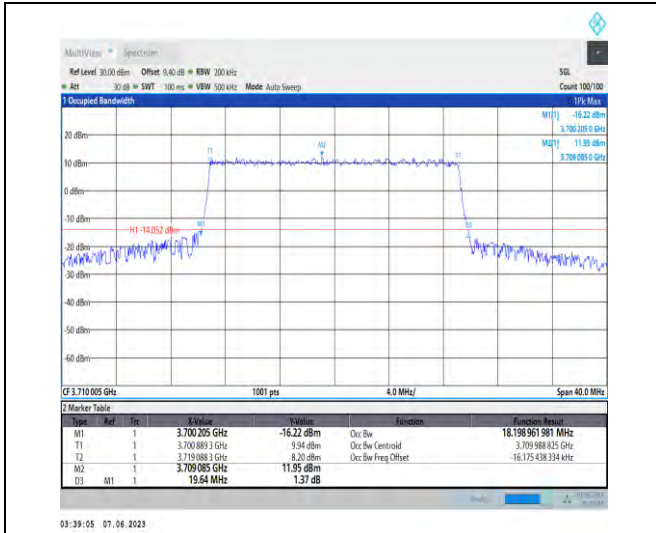 MultiView Spectrum
Ref Level 30.00 dBm Offset 9.40 dB RBW 200 kHz SGL
Att 30 dB SWT 100 ms VBW 500 kHz Mode Auto Sweep Count 100/100
1 Occupied Bandwidth 1Pk Max
M1[1] -16.22 dBm
3.700 205 0 GHz
20 dBm
M2[1] 11.95 dBm
3.709 085 0 GHz
T1 M2 T2
10 dBm
0 dBm
-10 dBm
M1 D3
H1 -14.052 dBm
-20 dBm
-30 dBm
-40 dBm
-50 dBm
-60 dBm
CF 3.710 005 GHz 1001 pts 4.0 MHz/ Span 40.0 MHz
2 Marker Table
Type Ref Trc X-Value Y-Value Function Function Result
M1 1 3.700 205 GHz -16.22 dBm Occ Bw 18.198 961 981 MHz
T1 1 3.700 889 3 GHz 9.94 dBm Occ Bw Centroid 3.709 988 825 GHz
T2 1 3.719 088 3 GHz 8.20 dBm Occ Bw Freq Offset -16.175 438 334 kHz
M2 1 3.709 085 GHz 11.95 dBm
D3 M1 1 19.64 MHz 1.37 dB
03:39:05 07.06.2023